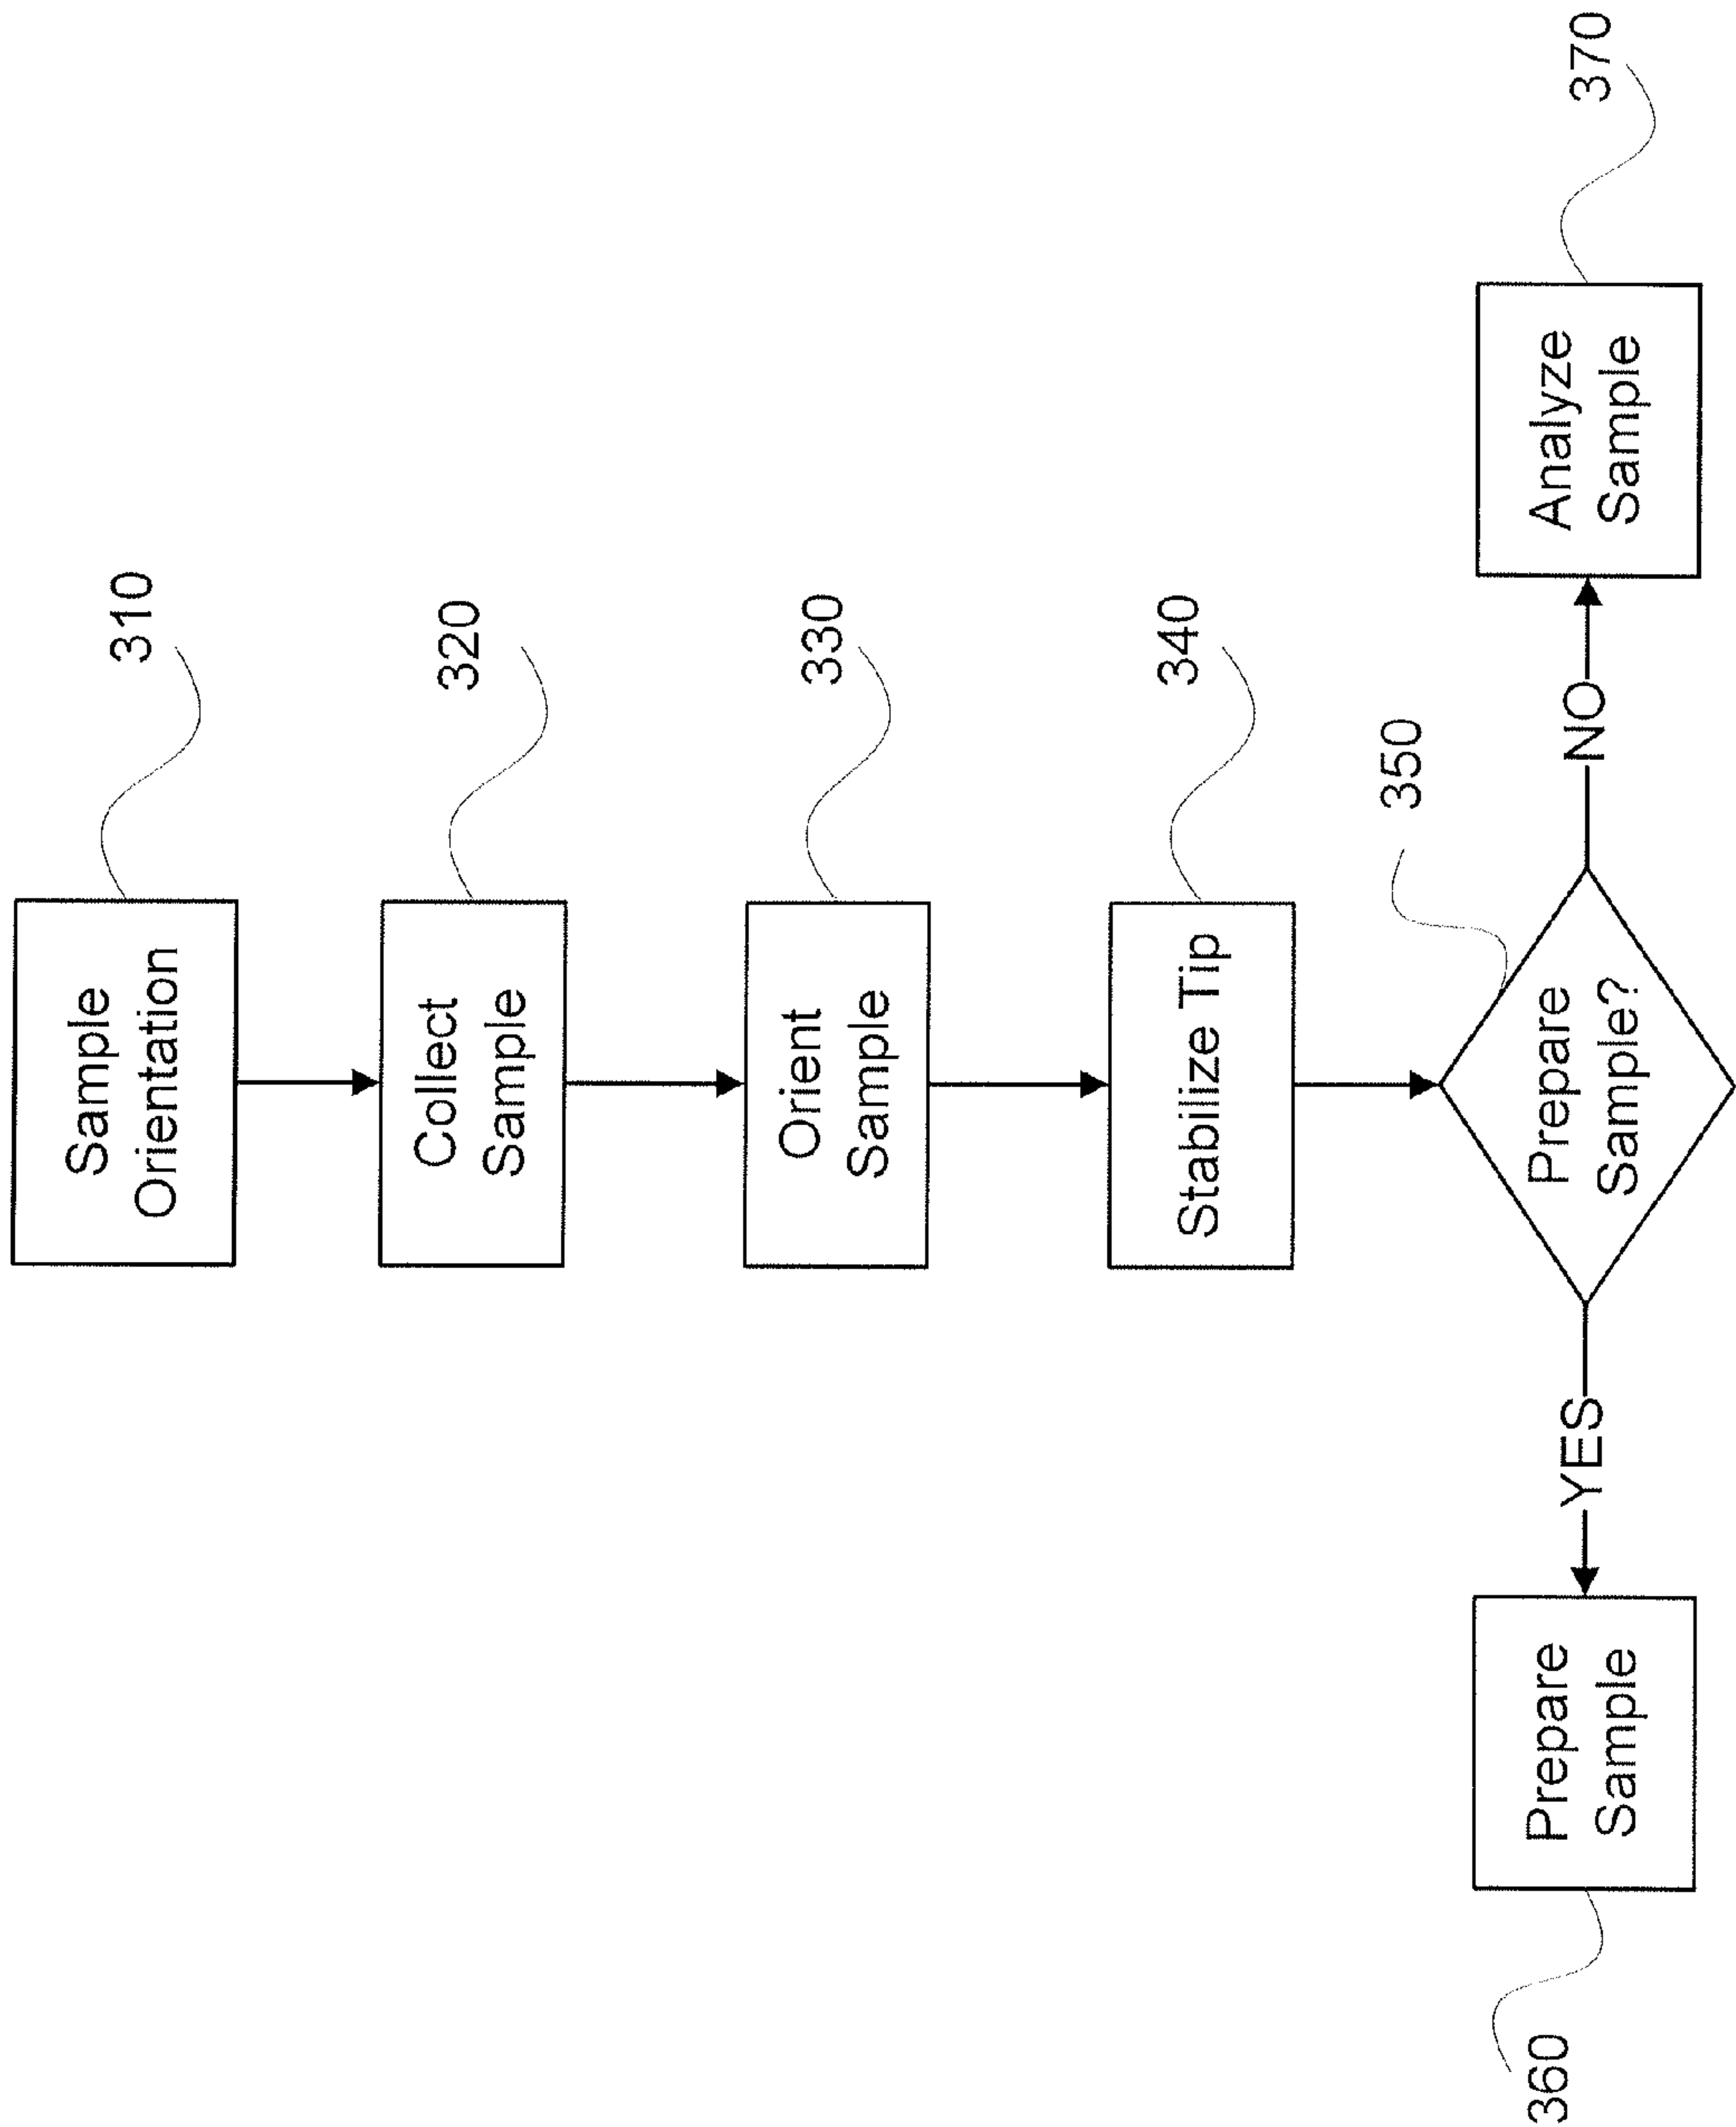 310
Sample
Orientation
320
Collect
Sample
330
Orient
Sample
340
Stabilize Tip
350
Prepare
Sample?
YES
NO
360
Prepare
Sample
Analyze
Sample
370